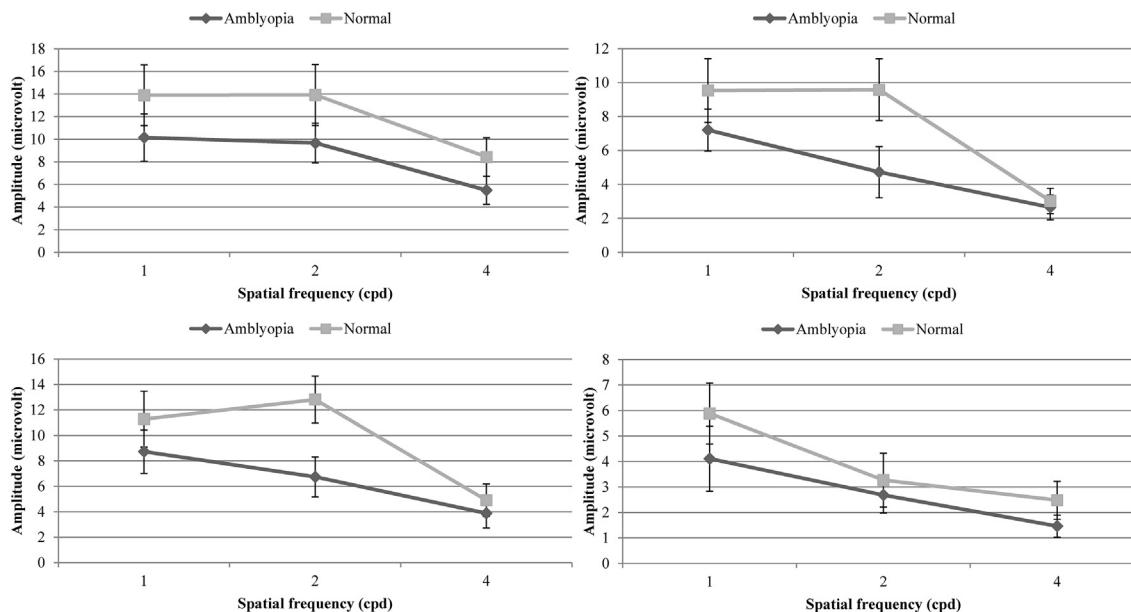 Amblyopia Normal
18
16
14
12
10
8
6
4
2
0
Amplitude (microvolt)
1 2 4
Spatial frequency (cpd)
Amblyopia Normal
12
10
8
6
4
2
0
Amplitude (microvolt)
1 2 4
Spatial frequency (cpd)
Amblyopia Normal
16
14
12
10
8
6
4
2
0
Amplitude (microvolt)
1 2 4
Spatial frequency (cpd)
Amblyopia Normal
8
7
6
5
4
3
2
1
0
Amplitude (microvolt)
1 2 4
Spatial frequency (cpd)